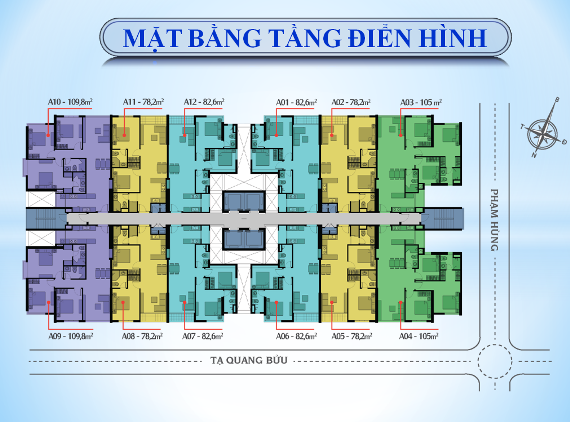 MẶT BẰNG TẦNG ĐIỂN HÌNH
A10 - 109,8m²
A11 - 78,2m²
A12 - 82,6m²
A01 - 82,6m²
A02 - 78,2m²
A03 - 105 m²
B
T
Đ
N
PHẠM HÙNG
A09 - 109,8m²
A08 - 78,2m²
A07 - 82,6m²
A06 - 82,6m²
A05 - 78,2m²
A04 - 105m²
TẠ QUANG BỬU